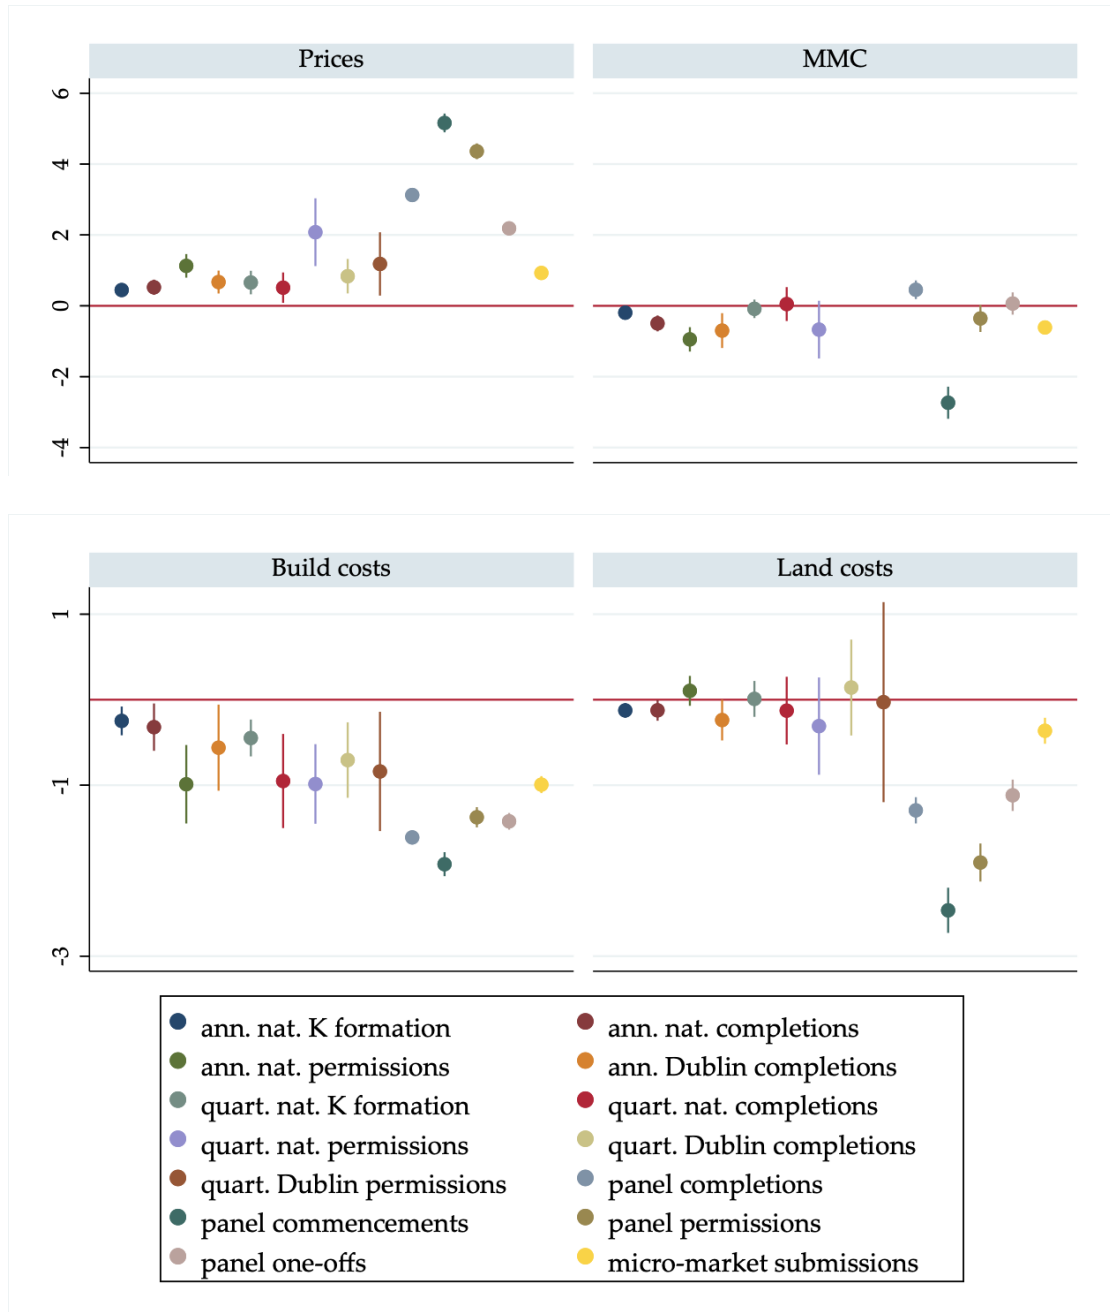 Prices MMC
6
4
2
0
-2
-4
Build costs Land costs
1
-1
-3
ann. nat. K formation ann. nat. completions
ann. nat. permissions ann. Dublin completions
quart. nat. K formation quart. nat. completions
quart. nat. permissions quart. Dublin completions
quart. Dublin permissions panel completions
panel commencements panel permissions
panel one-offs micro-market submissions